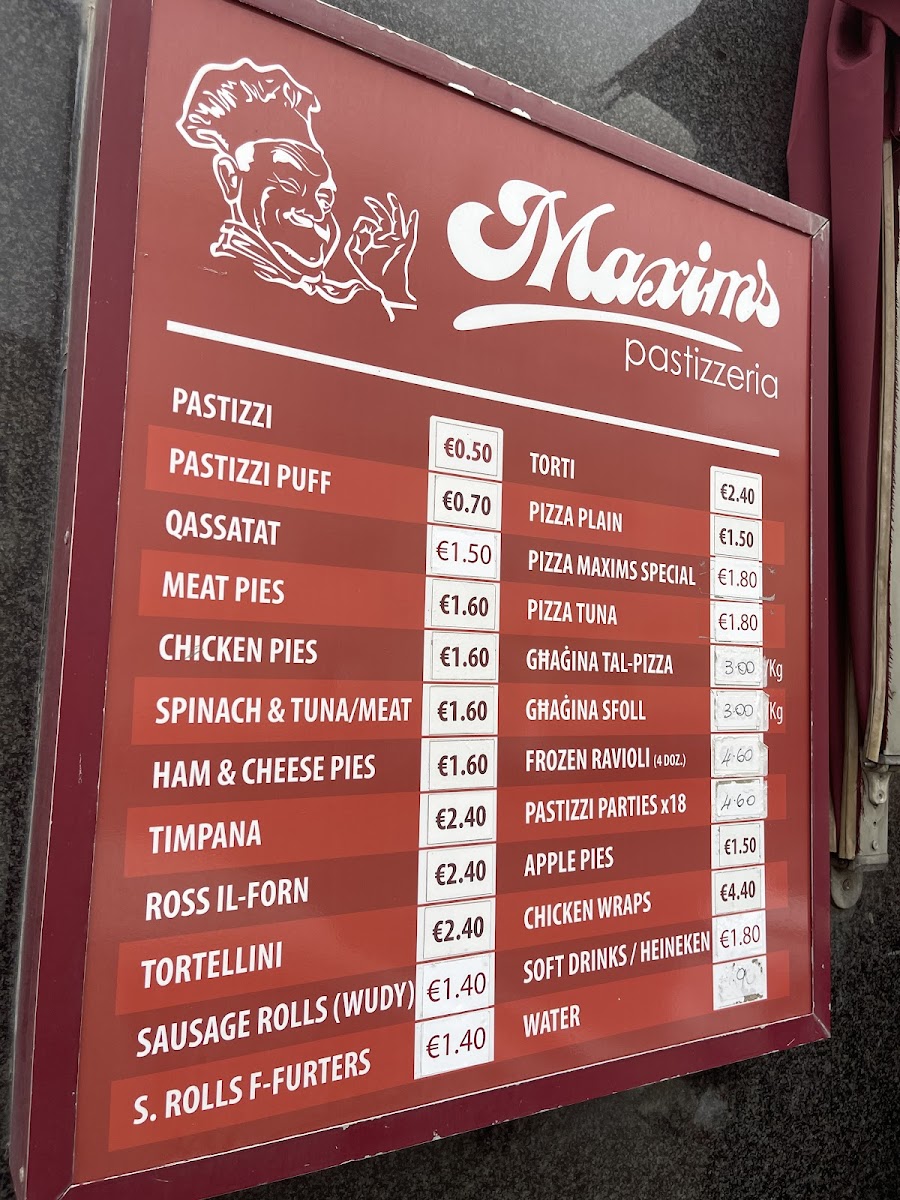 Maxims
pastizzeria
PASTIZZI €0.50
PASTIZZI PUFF €0.70
QASSATAT €1.50
MEAT PIES €1.60
CHICKEN PIES €1.60
SPINACH & TUNA/MEAT €1.60
HAM & CHEESE PIES €1.60
TIMPANA €2.40
ROSS IL-FORN €2.40
TORTELLINI €2.40
SAUSAGE ROLLS (WUDY) €1.40
S. ROLLS F-FURTERS €1.40
TORTI €2.40
PIZZA PLAIN €1.50
PIZZA MAXIMS SPECIAL €1.80
PIZZA TUNA €1.80
GĦAĠINA TAL-PIZZA 3.00 /Kg
GĦAĠINA SFOLL 3.00 /Kg
FROZEN RAVIOLI (4 DOZ.) 4.60
PASTIZZI PARTIES x18 4.60
APPLE PIES €1.50
CHICKEN WRAPS €4.40
SOFT DRINKS / HEINEKEN €1.80
WATER